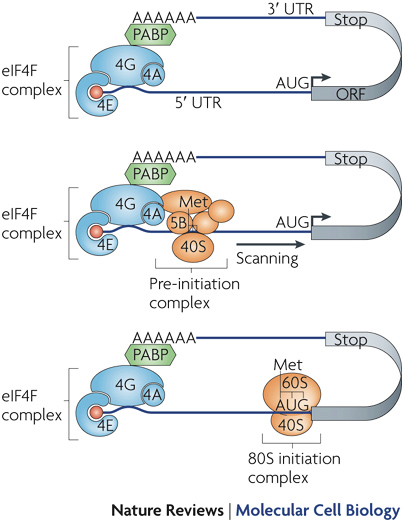 3′ UTR
AAAAAA
Stop
PABP
eIF4F
complex
4G
4A
AUG
4E
5′ UTR
ORF
AAAAAA
Stop
PABP
eIF4F
complex
Met
4G
4A
5B
AUG
4E
40S
Scanning
Pre-initiation
complex
AAAAAA
Stop
PABP
Met
eIF4F
complex
4G
4A
60S
AUG
4E
40S
80S initiation
complex
Nature Reviews | Molecular Cell Biology